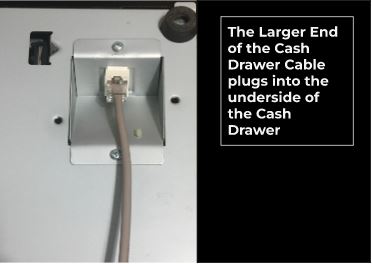 The Larger End
of the Cash
Drawer Cable
plugs into the
underside of
the Cash
Drawer